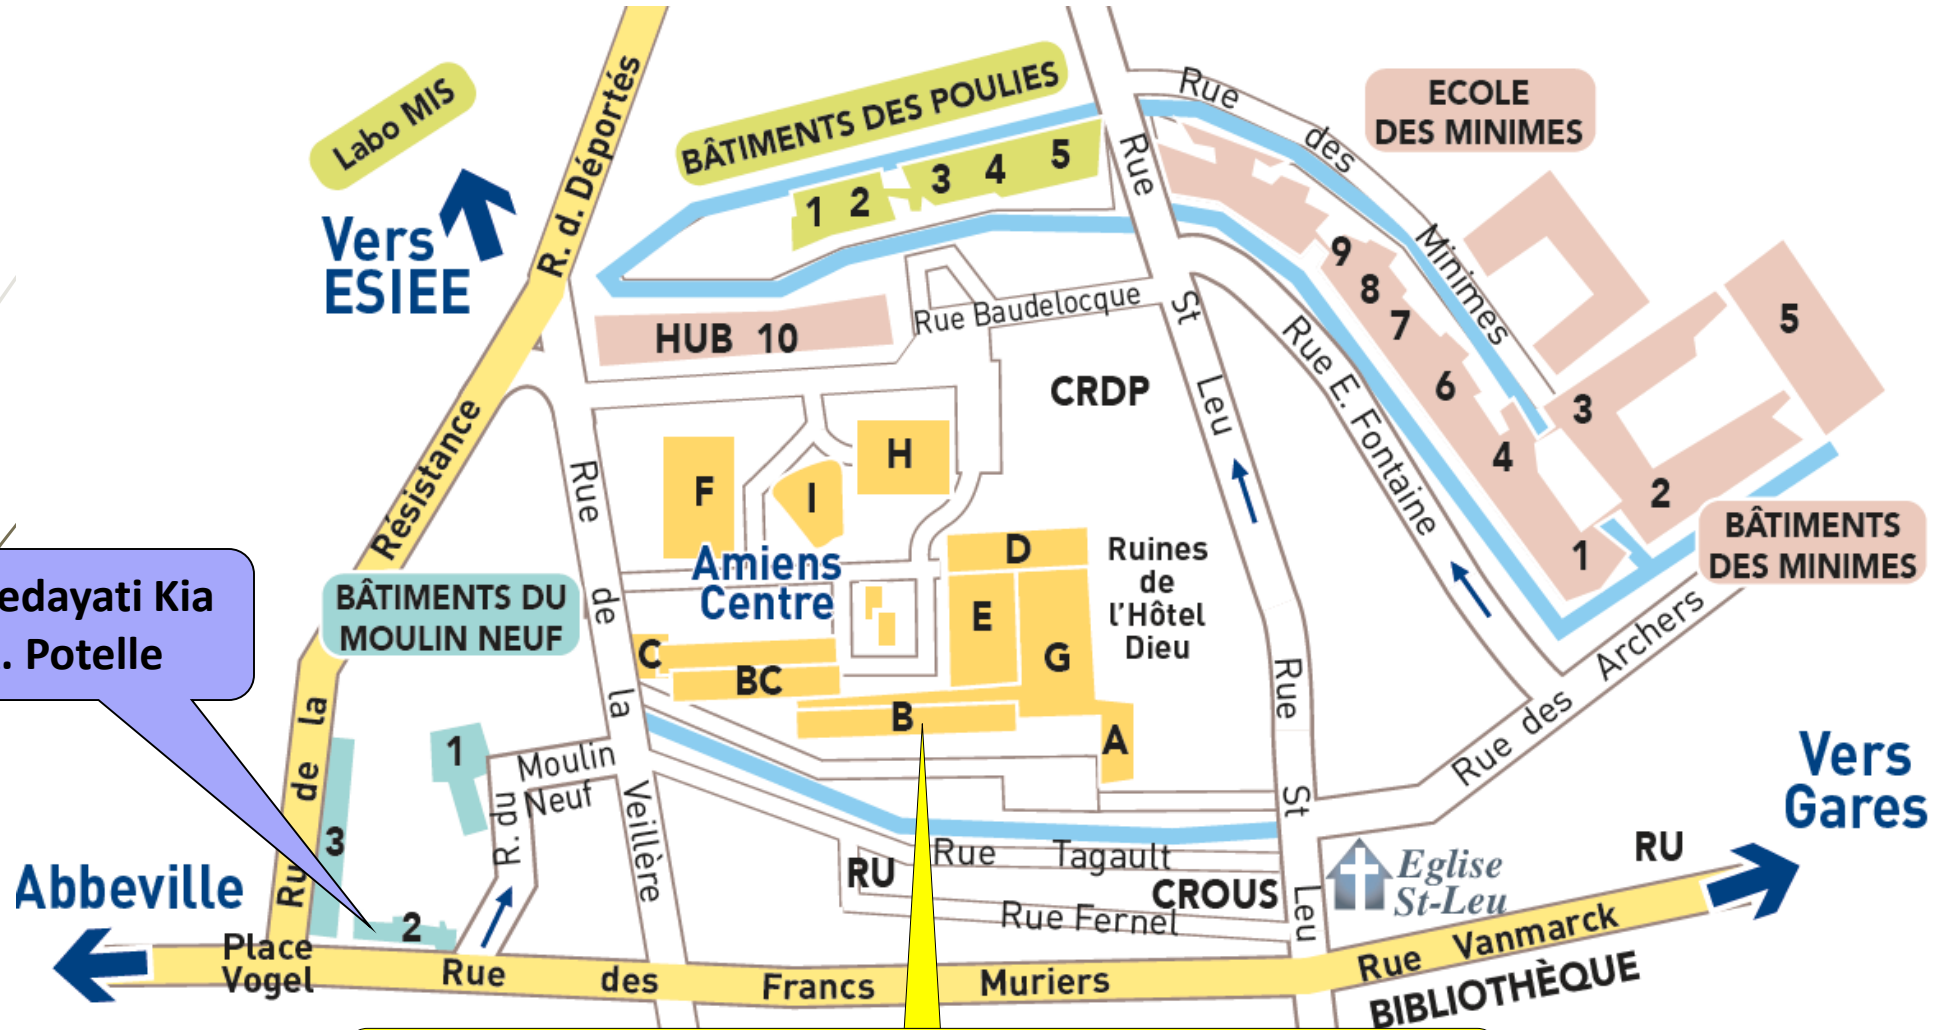 Labo MIS
Vers
ESIEE
R. d. Déportés
Résistance
de la
Rue
BÂTIMENTS DES POULIES
1 2 3 4 5
Rue
St
Leu
Rue
St
Leu
Rue des Minimes
ECOLE
DES MINIMES
9
8
7
6
4
1
3
2
5
BÂTIMENTS
DES MINIMES
HUB 10
Rue Baudelocque
CRDP
Rue E. Fontaine
Rue des Archers
F
I
H
Amiens
Centre
D
E
G
C
BC
B
A
Ruines
de
l'Hôtel
Dieu
Rue de la Veillère
edayati Kia
. Potelle
BÂTIMENTS DU
MOULIN NEUF
1
3
2
R. du
Moulin
Neuf
Abbeville
Place
Vogel
Rue des Francs Muriers
RU
Rue Tagault
CROUS
Rue Fernel
Eglise
St-Leu
RU
Vers
Gares
Rue Vanmarck
BIBLIOTHÈQUE